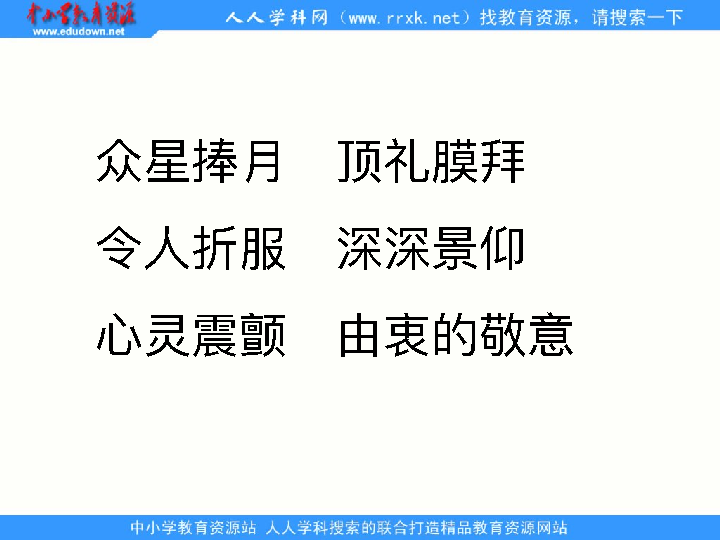 中小学教育资源
www.edudown.net
人人学科网（www.rrxk.net）找教育资源，请搜索一下
众星捧月 顶礼膜拜
令人折服 深深景仰
心灵震颤 由衷的敬意
中小学教育资源站 人人学科搜索的联合打造精品教育资源网站